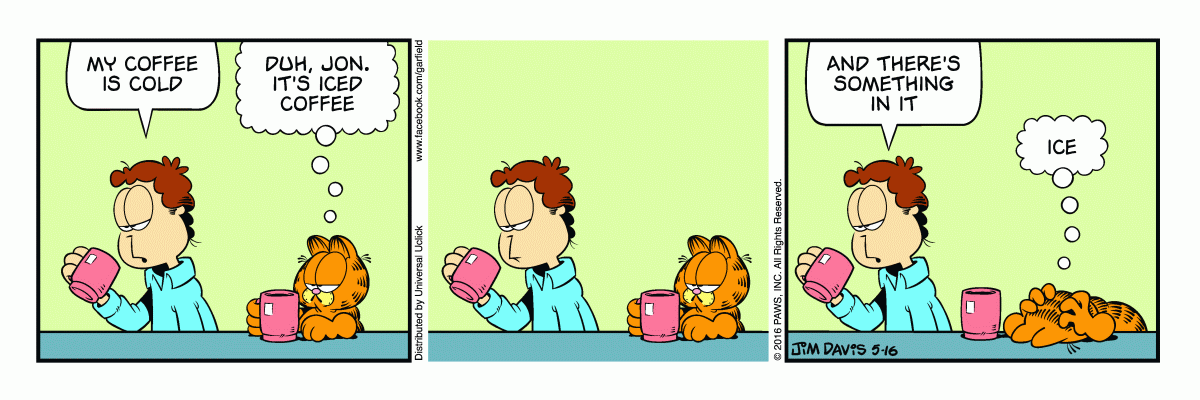 MY COFFEE
IS COLD
DUH, JON.
IT'S ICED
COFFEE
www.facebook.com/garfield
Distributed by Universal Uclick
© 2016 PAWS, INC. All Rights Reserved.
AND THERE'S
SOMETHING
IN IT
ICE
JIM DAVIS 5-16